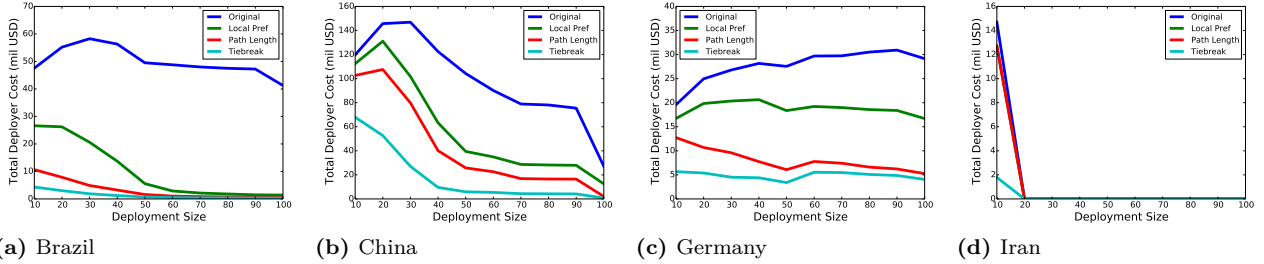 70
60
50
40
30
20
10
0
Total Deployer Cost (mil USD)
Original
Local Pref
Path Length
Tiebreak
10 20 30 40 50 60 70 80 90 100
Deployment Size
(a) Brazil
160
140
120
100
80
60
40
20
0
Total Deployer Cost (mil USD)
Original
Local Pref
Path Length
Tiebreak
10 20 30 40 50 60 70 80 90 100
Deployment Size
(b) China
40
35
30
25
20
15
10
5
0
Total Deployer Cost (mil USD)
Original
Local Pref
Path Length
Tiebreak
10 20 30 40 50 60 70 80 90 100
Deployment Size
(c) Germany
16
14
12
10
8
6
4
2
0
Total Deployer Cost (mil USD)
Original
Local Pref
Path Length
Tiebreak
10 20 30 40 50 60 70 80 90 100
Deployment Size
(d) Iran